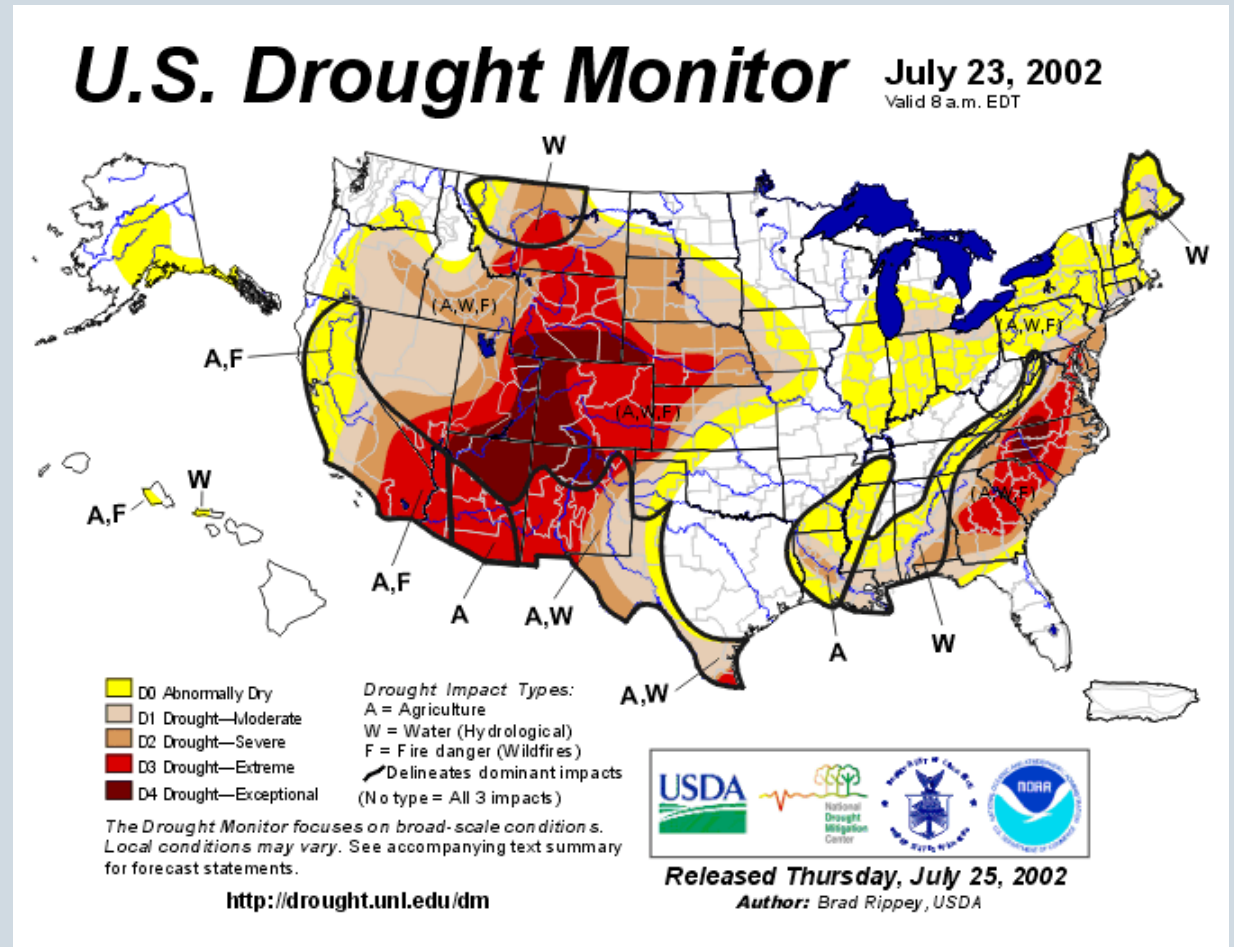 U.S. Drought Monitor
July 23, 2002
Valid 8 a.m. EDT
W
W
(A,W,F)
(A,W,F)
A,F
(A,W,F)
W
A,F
(A,W,F)
A,F
A
A,W
A
W
A,W
D0 Abnormally Dry
D1 Drought—Moderate
D2 Drought—Severe
D3 Drought—Extreme
D4 Drought—Exceptional
Drought Impact Types:
A = Agriculture
W = Water (Hydrological)
F = Fire danger (Wildfires)
Delineates dominant impacts
(No type = All 3 impacts)
The Drought Monitor focuses on broad-scale conditions.
Local conditions may vary. See accompanying text summary
for forecast statements.
http://drought.unl.edu/dm
USDA
National
Drought
Mitigation
Center
NOAA
Released Thursday, July 25, 2002
Author: Brad Rippey, USDA